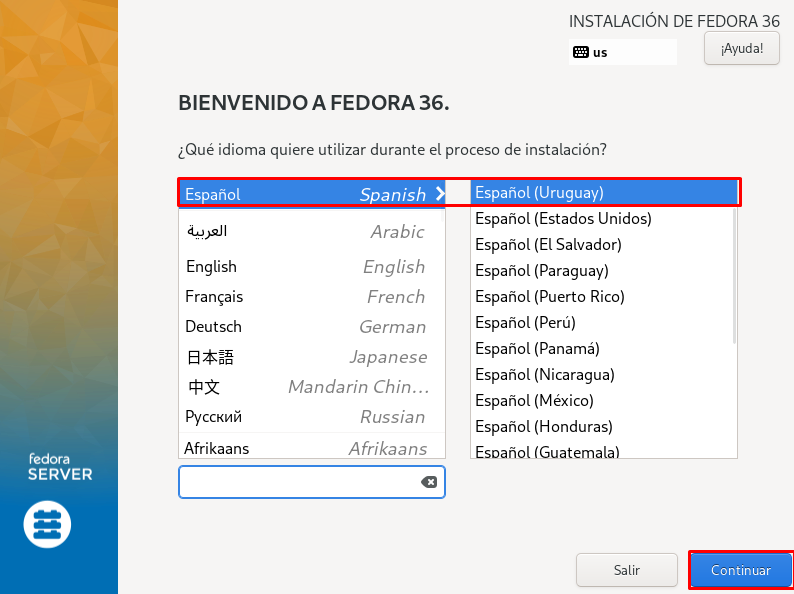 INSTALACIÓN DE FEDORA 36
us
¡Ayuda!
BIENVENIDO A FEDORA 36.
¿Qué idioma quiere utilizar durante el proceso de instalación?
Español Spanish
العربية Arabic
English English
Français French
Deutsch German
日本語 Japanese
中文 Mandarin Chin...
Русский Russian
Afrikaans Afrikaans
Español (Uruguay)
Español (Estados Unidos)
Español (El Salvador)
Español (Paraguay)
Español (Puerto Rico)
Español (Perú)
Español (Panamá)
Español (Nicaragua)
Español (México)
Español (Honduras)
Español (Guatemala)
fedora
SERVER
Salir
Continuar